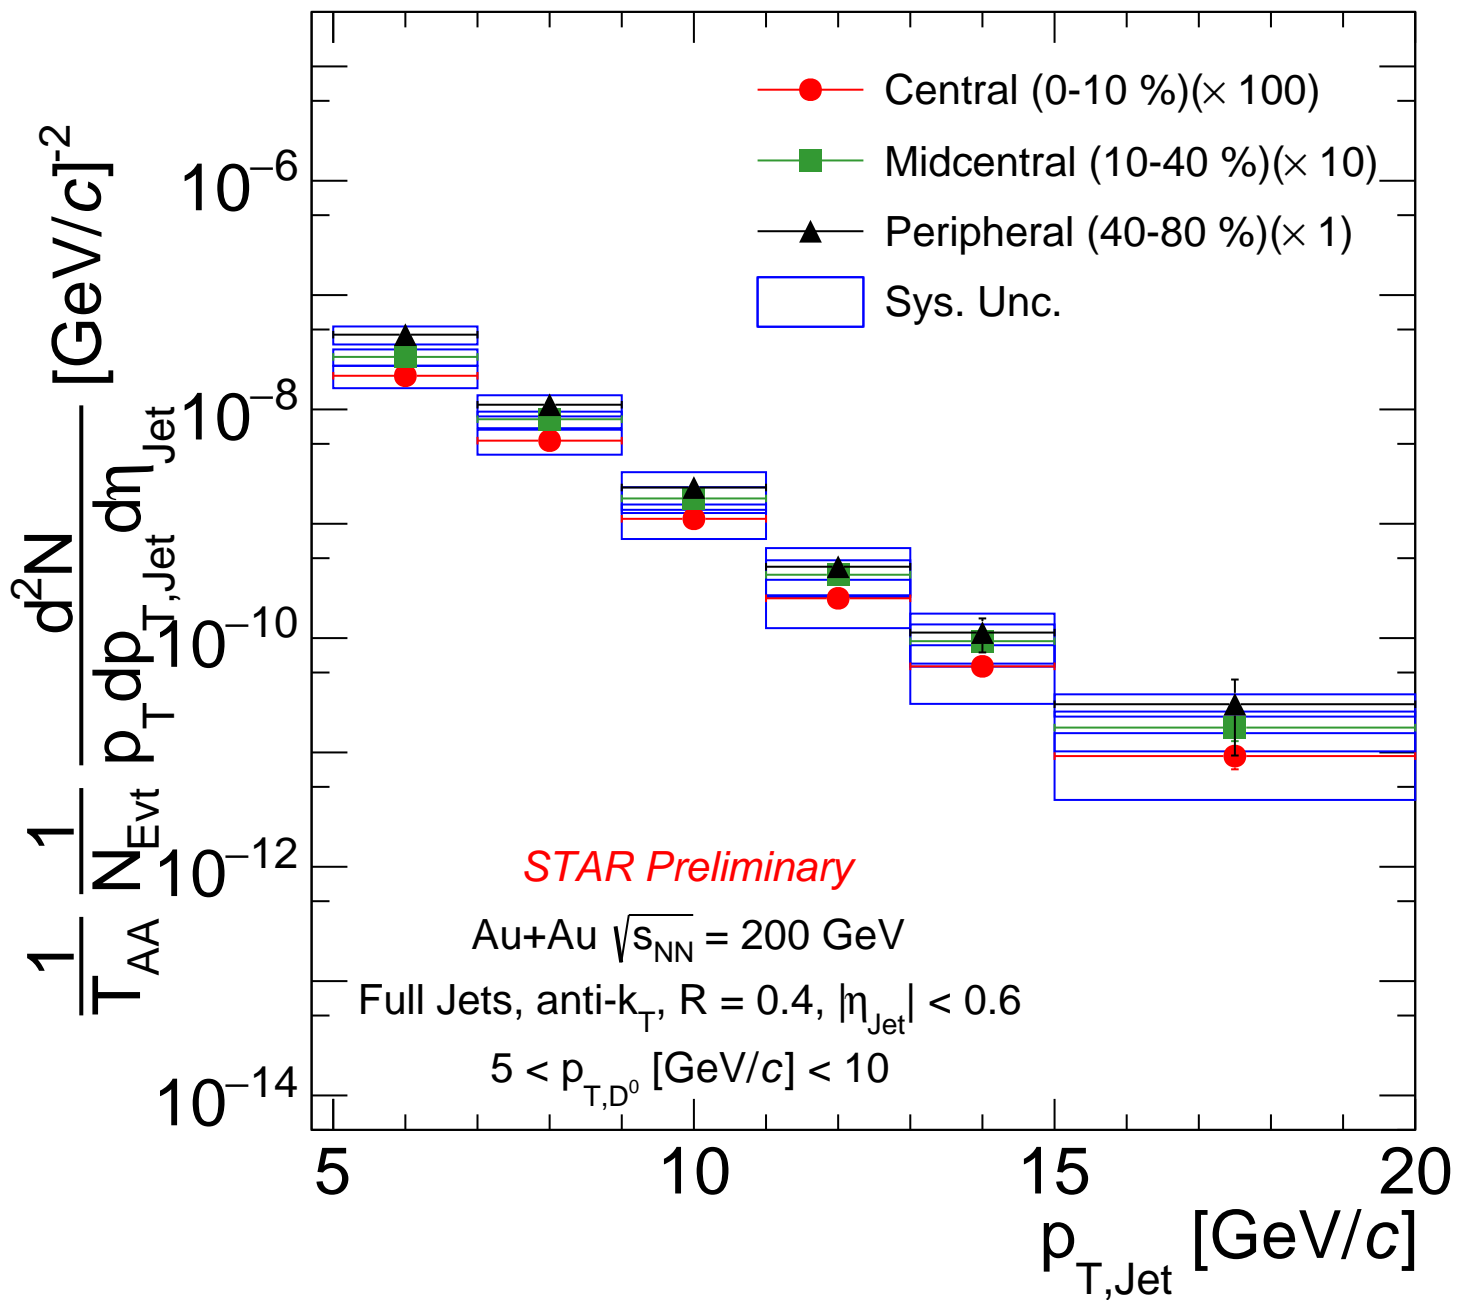 Central (0-10 %)(× 100)
Midcentral (10-40 %)(× 10)
Peripheral (40-80 %)(× 1)
Sys. Unc.
1/T_AA 1/N_Evt d²N/p_T dp_T,Jet dη_Jet [GeV/c]⁻²
10⁻⁶
10⁻⁸
10⁻¹⁰
10⁻¹²
10⁻¹⁴
STAR Preliminary
Au+Au √s_NN = 200 GeV
Full Jets, anti-k_T, R = 0.4, |η_Jet| < 0.6
5 < p_T,D⁰ [GeV/c] < 10
5 10 15 20
p_T,Jet [GeV/c]